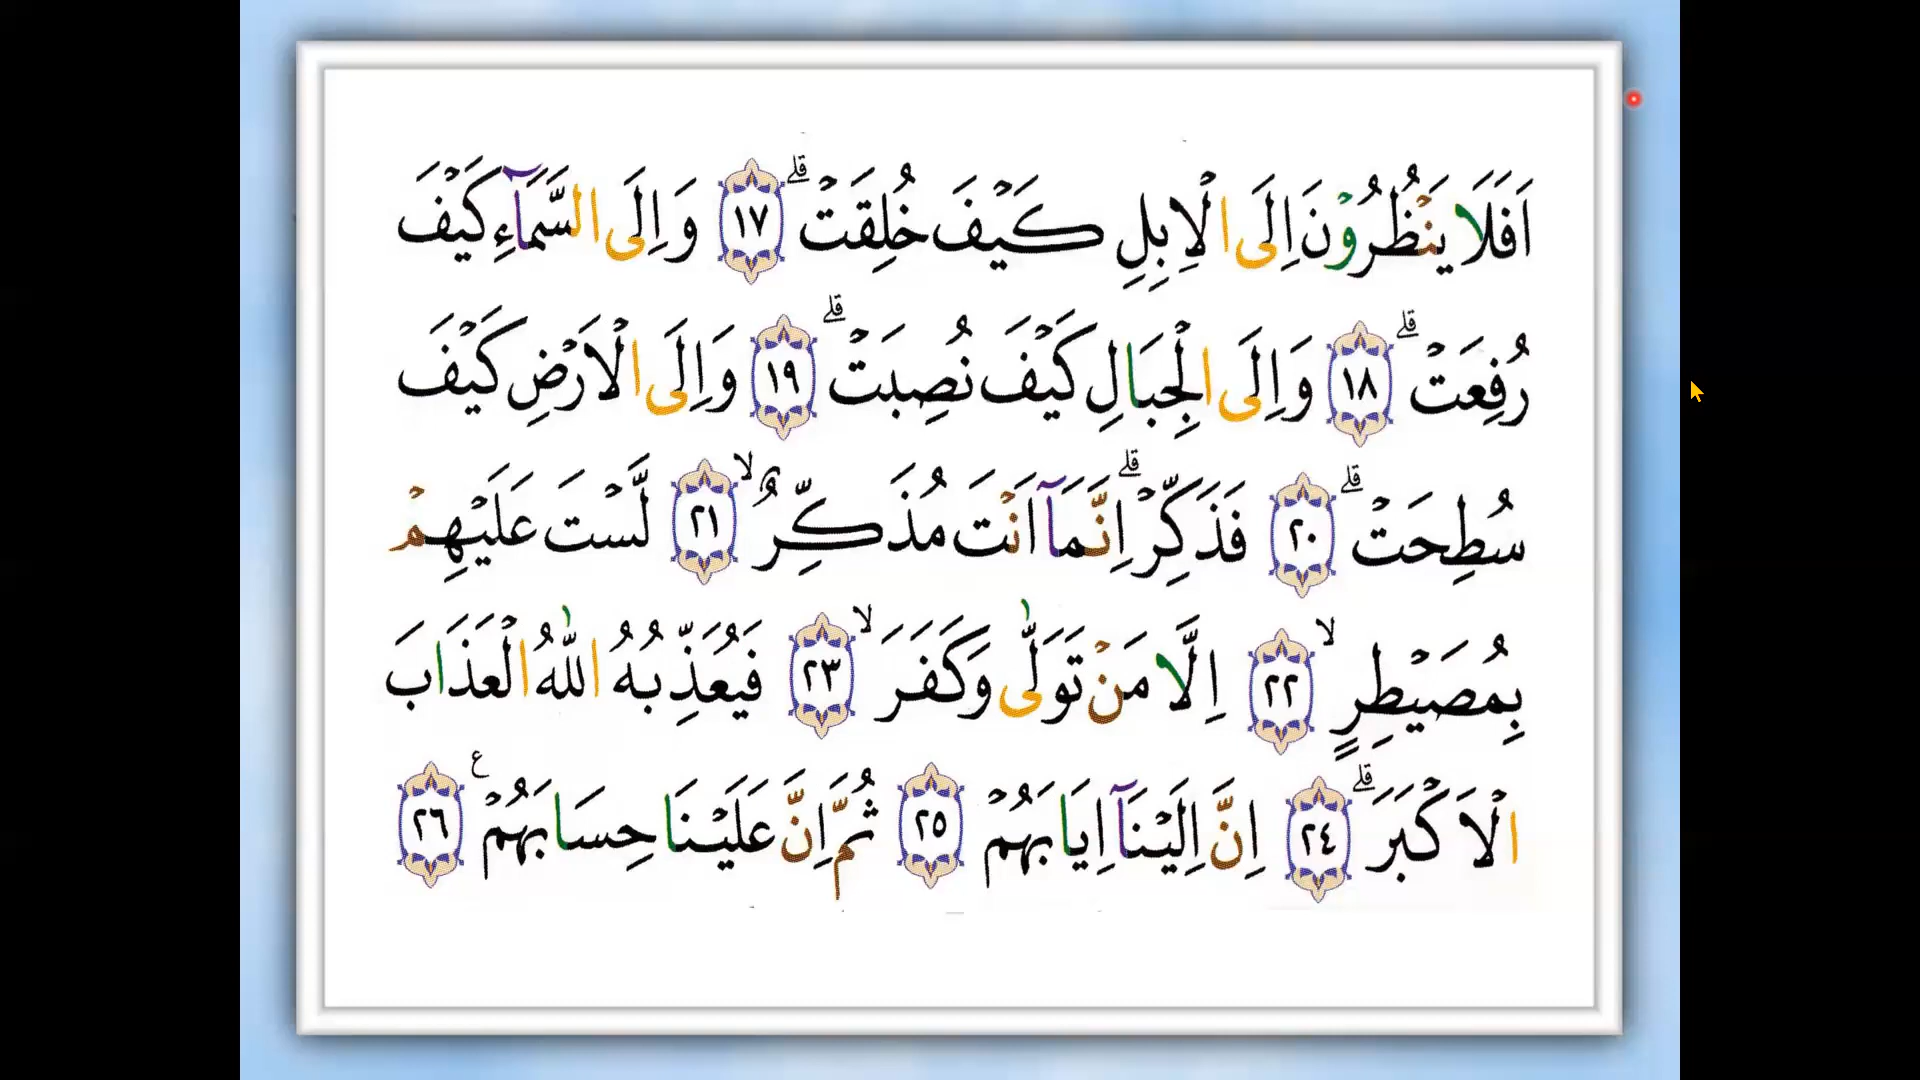 اَفَلَا يَنْظُرُوْنَ اِلَى الْاِبِلِ كَيْفَ خُلِقَتْ ۗ ١٧ وَاِلَى السَّمَاۤءِ كَيْفَ
رُفِعَتْ ۗ ١٨ وَاِلَى الْجِبَالِ كَيْفَ نُصِبَتْ ۗ ١٩ وَاِلَى الْاَرْضِ كَيْفَ
سُطِحَتْ ۗ ٢٠ فَذَكِّرْ ۗ اِنَّمَآ اَنْتَ مُذَكِّرٌ ۙ ٢١ لَّسْتَ عَلَيْهِمْ
بِمُصَيْطِرٍ ۙ ٢٢ اِلَّا مَنْ تَوَلّٰى وَكَفَرَ ۙ ٢٣ فَيُعَذِّبُهُ اللّٰهُ الْعَذَابَ
الْاَكْبَرَ ۗ ٢٤ اِنَّ اِلَيْنَآ اِيَابَهُمْ ٢٥ ثُمَّ اِنَّ عَلَيْنَا حِسَابَهُمْ ع ٢٦